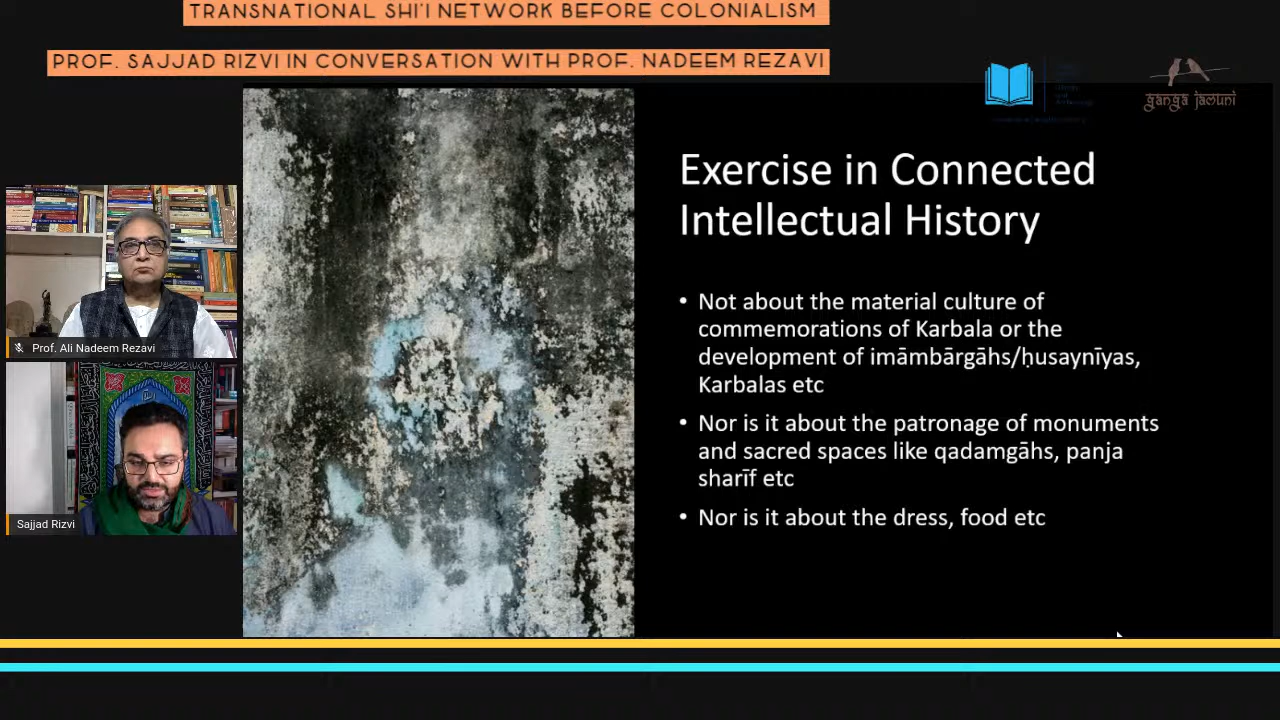 TRANSNATIONAL SHI'I NETWORK BEFORE COLONIALISM
PROF. SAJJAD RIZVI IN CONVERSATION WITH PROF. NADEEM REZAVI
ganga jamuni
Exercise in Connected
Intellectual History
• Not about the material culture of
commemorations of Karbala or the
development of imāmbārgāhs/ḥusaynīyas,
Karbalas etc
• Nor is it about the patronage of monuments
and sacred spaces like qadamgāhs, panja
sharīf etc
• Nor is it about the dress, food etc
Prof. Ali Nadeem Rezavi
Sajjad Rizvi